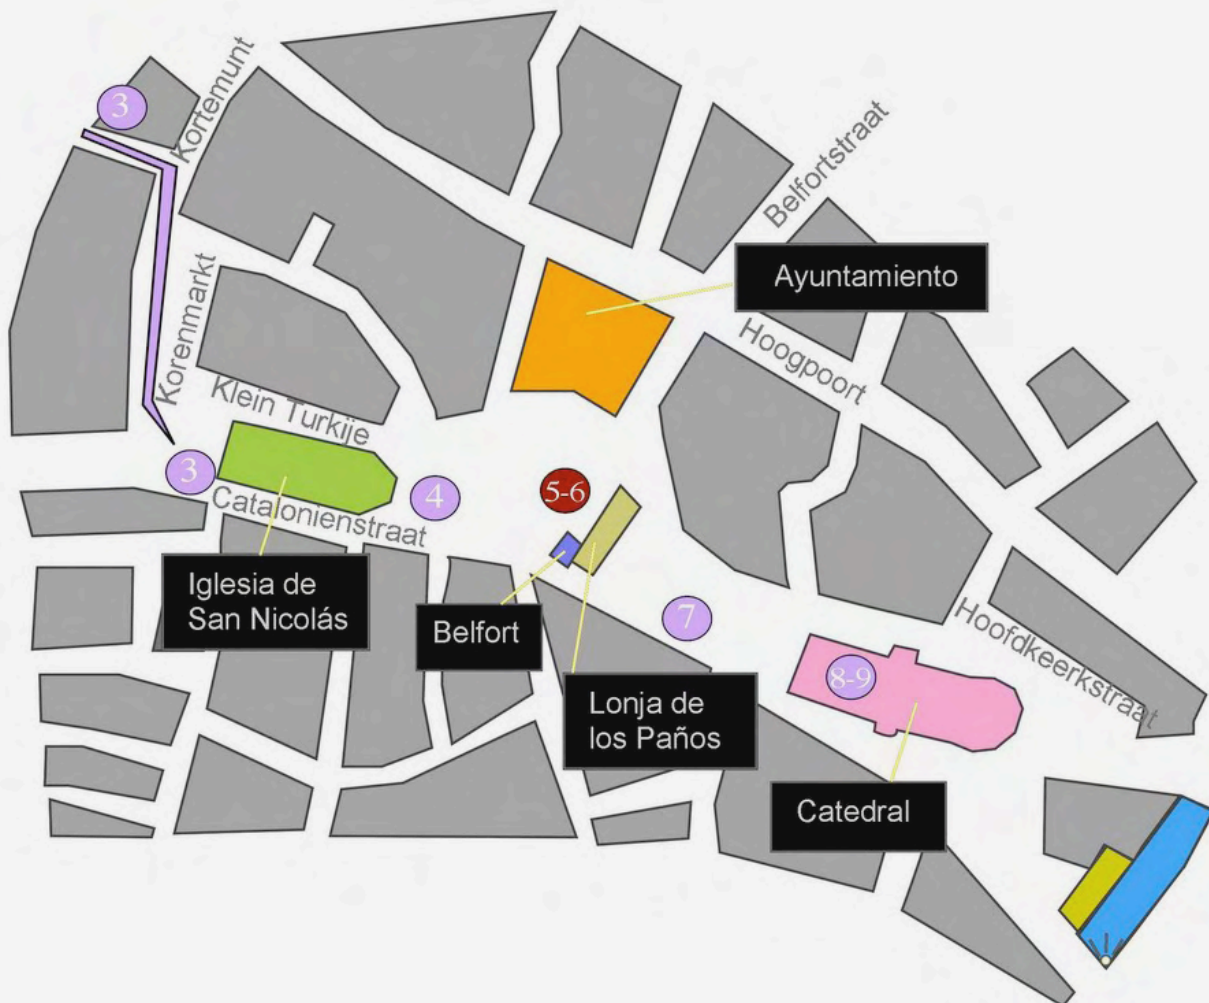 3
Kortemunt
Belfortstraat
Ayuntamiento
Korenmarkt
Hoogpoort
Klein Turkije
3
4
5-6
Catalonienstraat
Iglesia de
San Nicolás
Belfort
7
Hoofdkeerkstraat
8-9
Lonja de
los Paños
Catedral